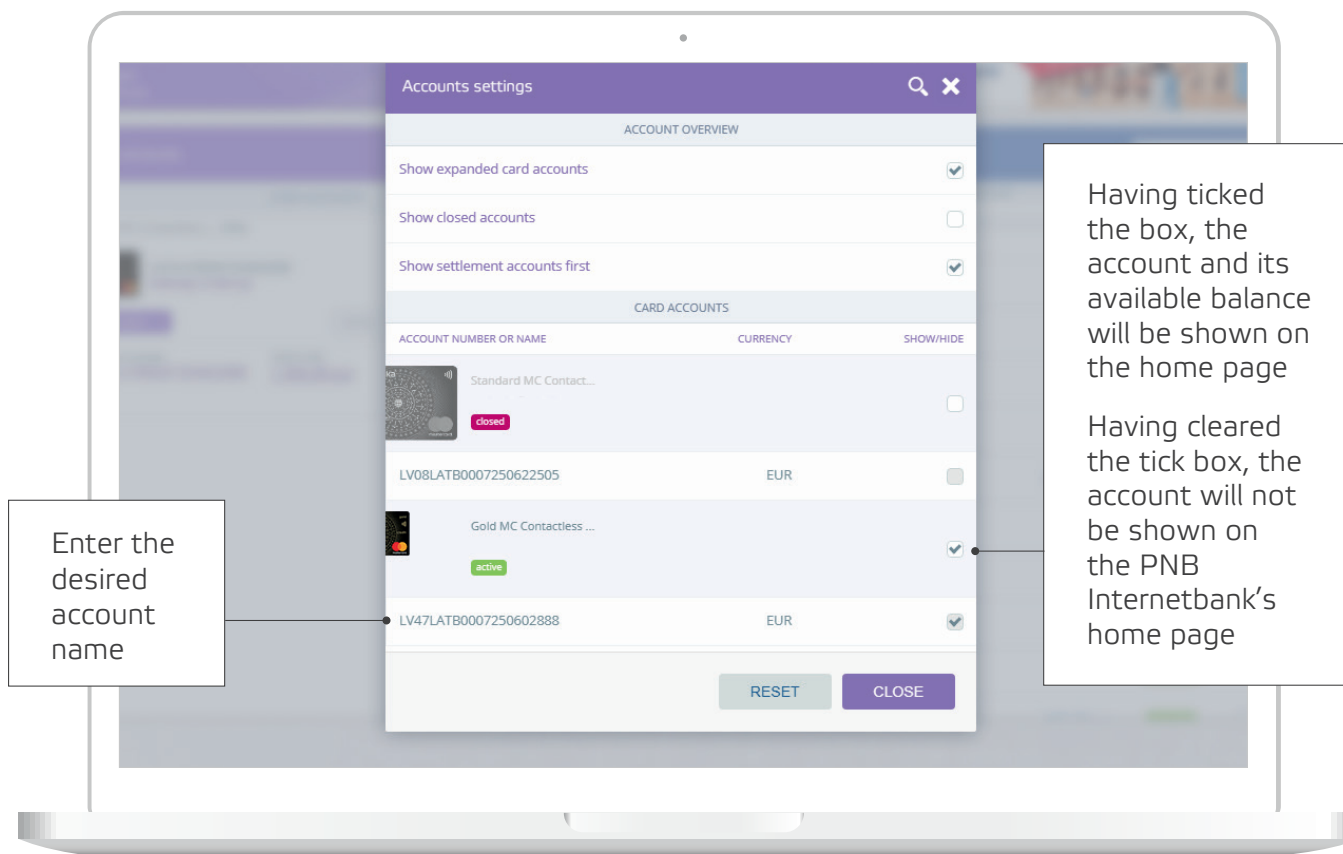 Accounts settings
ACCOUNT OVERVIEW
Show expanded card accounts
Show closed accounts
Show settlement accounts first
CARD ACCOUNTS
ACCOUNT NUMBER OR NAME CURRENCY SHOW/HIDE
Standard MC Contact...
closed
LV08LATB0007250622505 EUR
Gold MC Contactless ...
active
LV47LATB0007250602888 EUR
RESET CLOSE
Enter the
desired
account
name
Having ticked
the box, the
account and its
available balance
will be shown on
the home page
Having cleared
the tick box, the
account will not
be shown on
the PNB
Internetbank's
home page